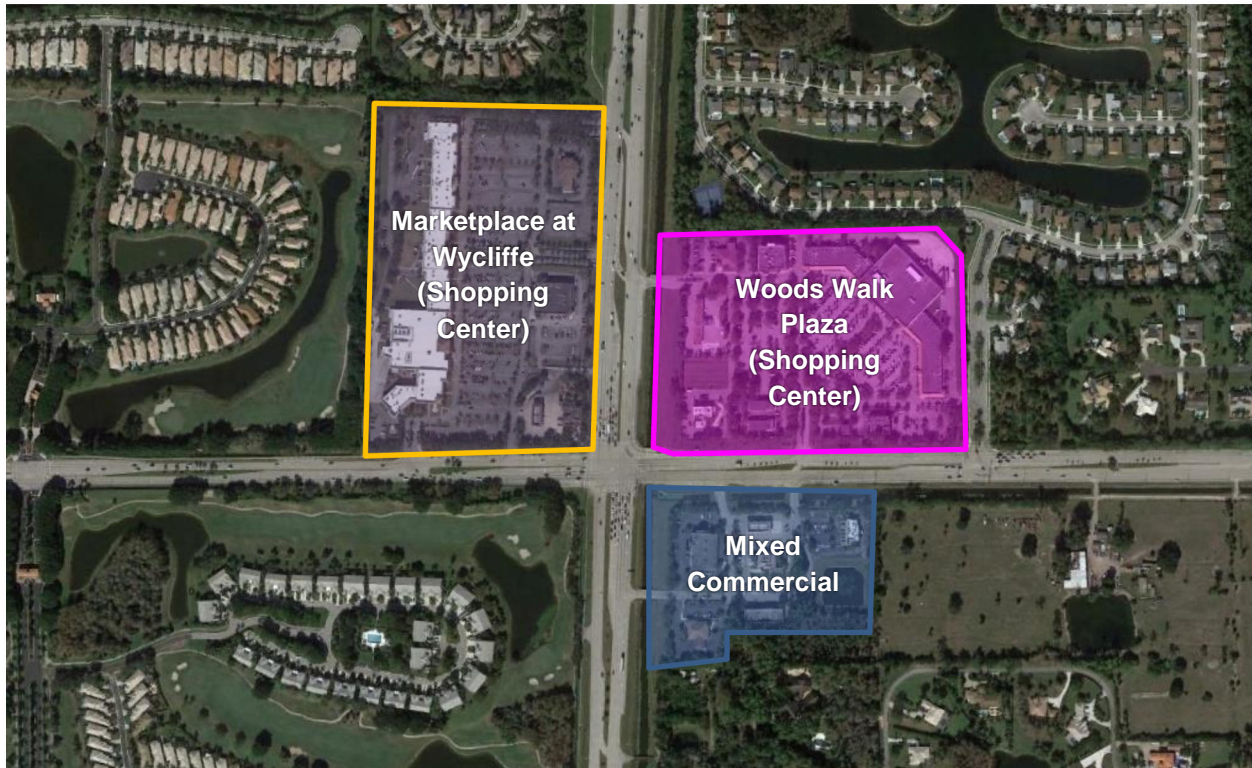 Marketplace at
Wycliffe
(Shopping
Center)
Woods Walk
Plaza
(Shopping
Center)
Mixed
Commercial